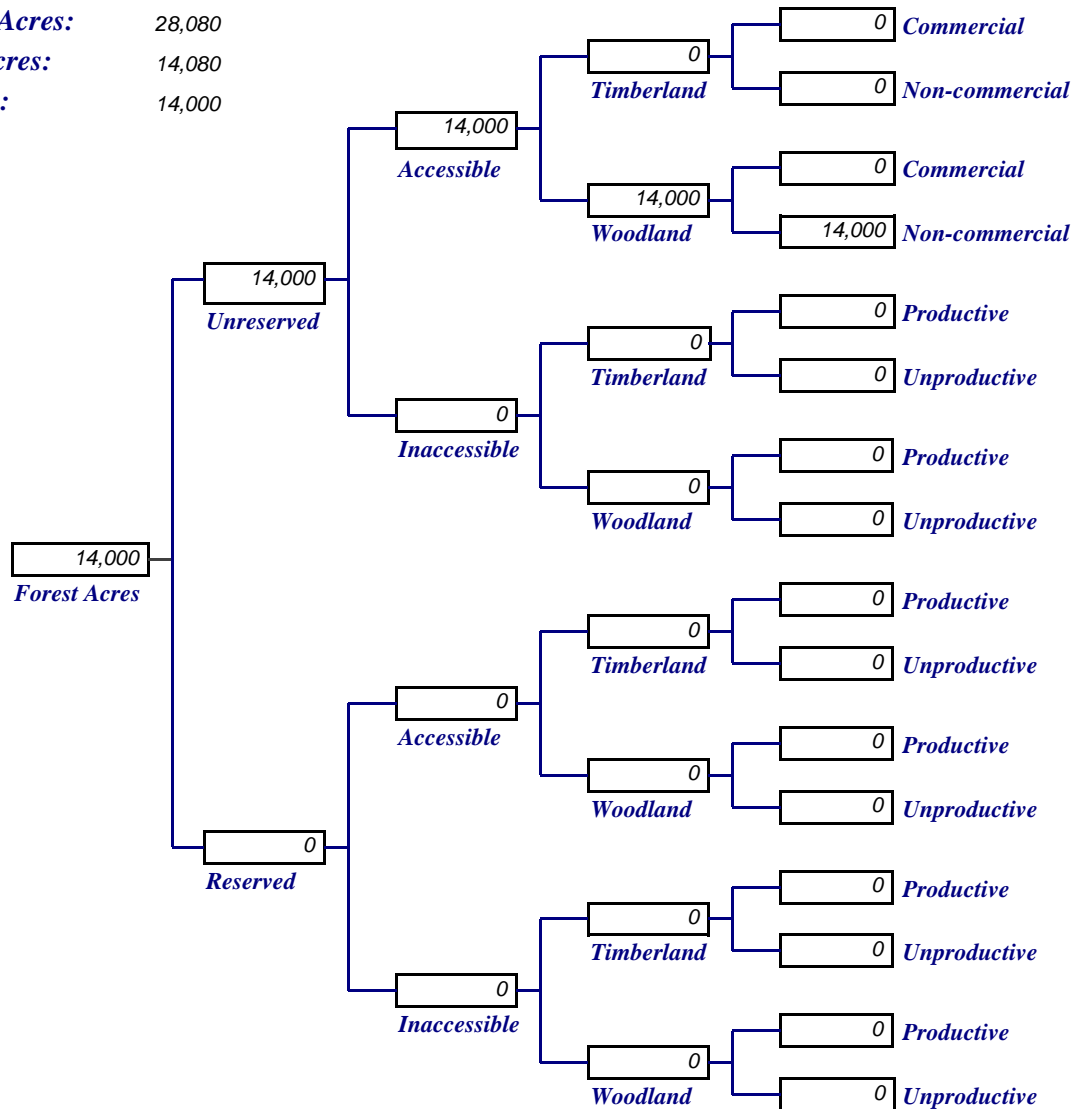 Acres: 28,080
cres: 14,080
: 14,000
0 Commercial
0
Timberland
0 Non-commercial
14,000
Accessible
0 Commercial
14,000
Woodland
14,000 Non-commercial
14,000
Unreserved
0 Productive
0
Timberland
0 Unproductive
0
Inaccessible
0 Productive
0
Woodland
0 Unproductive
14,000
Forest Acres
0 Productive
0
Timberland
0 Unproductive
0
Accessible
0 Productive
0
Woodland
0 Unproductive
0
Reserved
0 Productive
0
Timberland
0 Unproductive
0
Inaccessible
0 Productive
0
Woodland
0 Unproductive